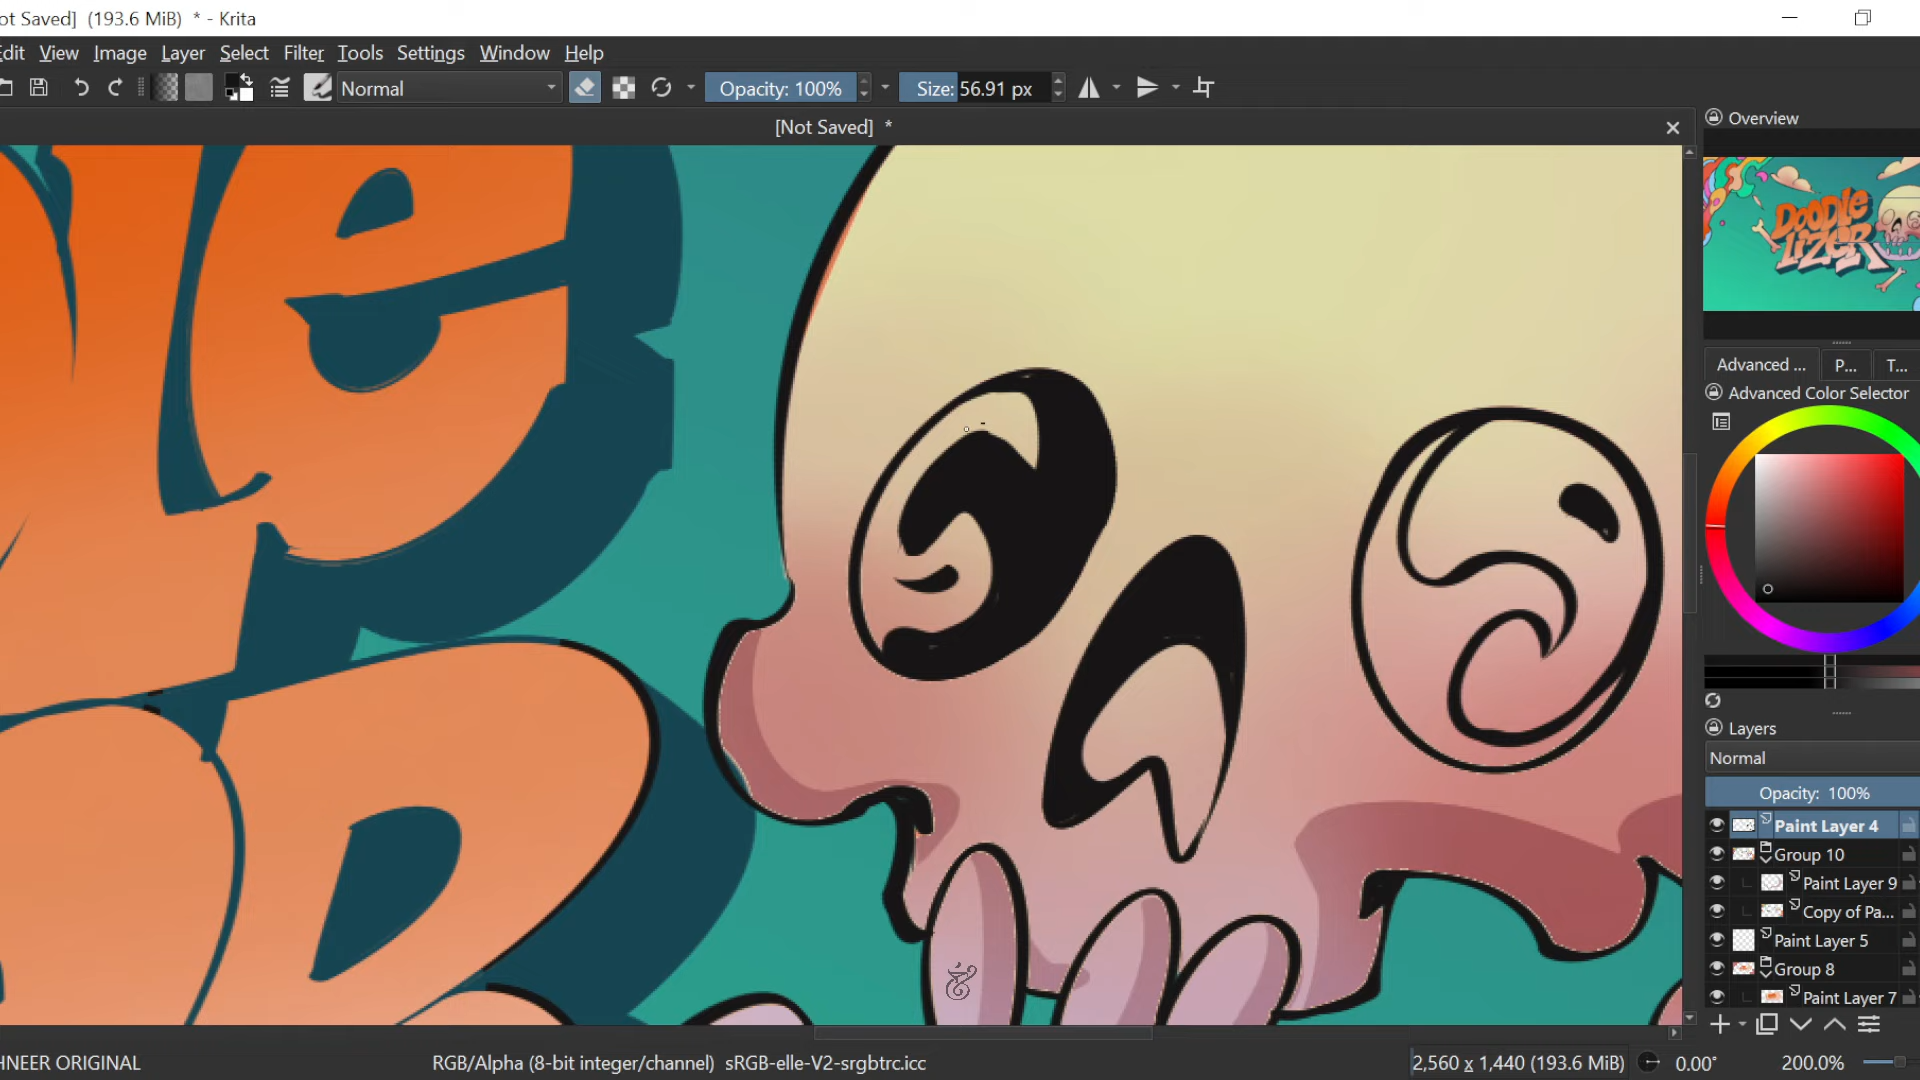 ot Saved]  (193.6 MiB)  * - Krita
Edit View Image Layer Select Filter Tools Settings Window Help
Normal
Opacity: 100%
Size: 56.91 px
[Not Saved]  *
Overview
DOODLE
LIZER
Advanced ...
P...
T...
Advanced Color Selector
Layers
Normal
Opacity: 100%
Paint Layer 4
Group 10
Paint Layer 9
Copy of Pa...
Paint Layer 5
Group 8
Paint Layer 7
HNEER ORIGINAL
RGB/Alpha (8-bit integer/channel)  sRGB-elle-V2-srgbtrc.icc
2,560 x 1,440 (193.6 MiB)
0.00°
200.0%